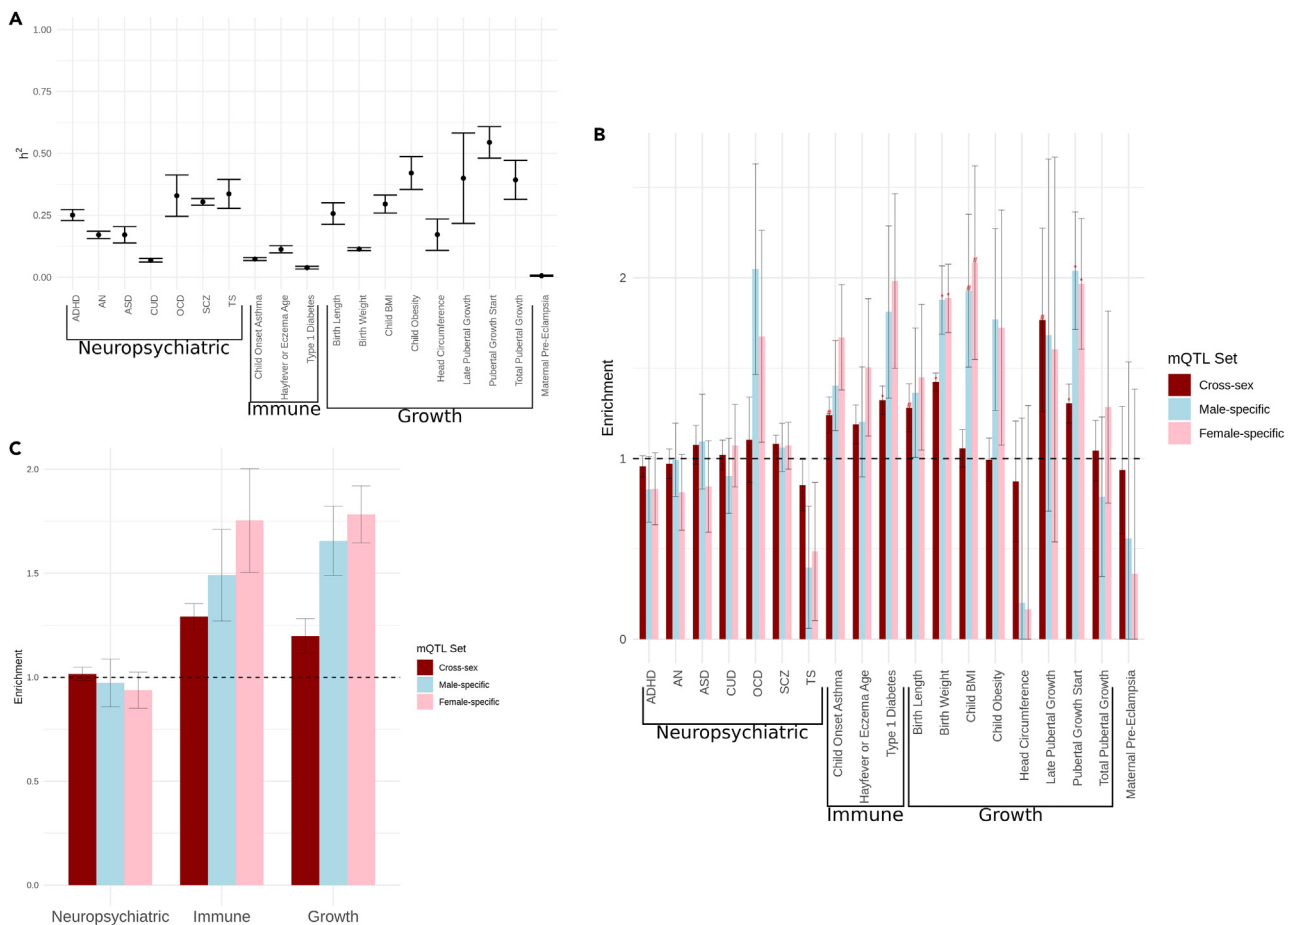 A
1.00
0.75
0.50
0.25
0.00
h²
ADHD
AN
ASD
CUD
OCD
SCZ
TS
Child Onset Asthma
Hayfever or Eczema Age
Type 1 Diabetes
Birth Length
Birth Weight
Child BMI
Child Obesity
Head Circumference
Late Pubertal Growth
Pubertal Growth Start
Total Pubertal Growth
Maternal Pre-Eclampsia
Neuropsychiatric
Immune
Growth
B
2
1
0
Enrichment
ADHD
AN
ASD
CUD
OCD
SCZ
TS
Child Onset Asthma
Hayfever or Eczema Age
Type 1 Diabetes
Birth Length
Birth Weight
Child BMI
Child Obesity
Head Circumference
Late Pubertal Growth
Pubertal Growth Start
Total Pubertal Growth
Maternal Pre-Eclampsia
Neuropsychiatric
Immune
Growth
mQTL Set
Cross-sex
Male-specific
Female-specific
C
2.0
1.5
1.0
0.5
0.0
Enrichment
Neuropsychiatric
Immune
Growth
mQTL Set
Cross-sex
Male-specific
Female-specific